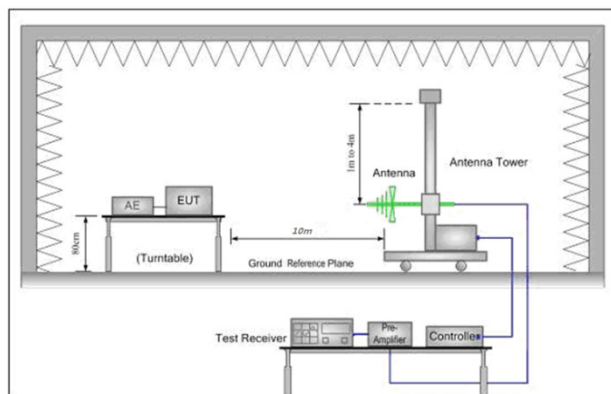 1m to 4m
Antenna
Antenna Tower
AE
EUT
80cm
(Turntable)
10m
Ground Reference Plane
Test Receiver
Pre-
Amplifier
Controller